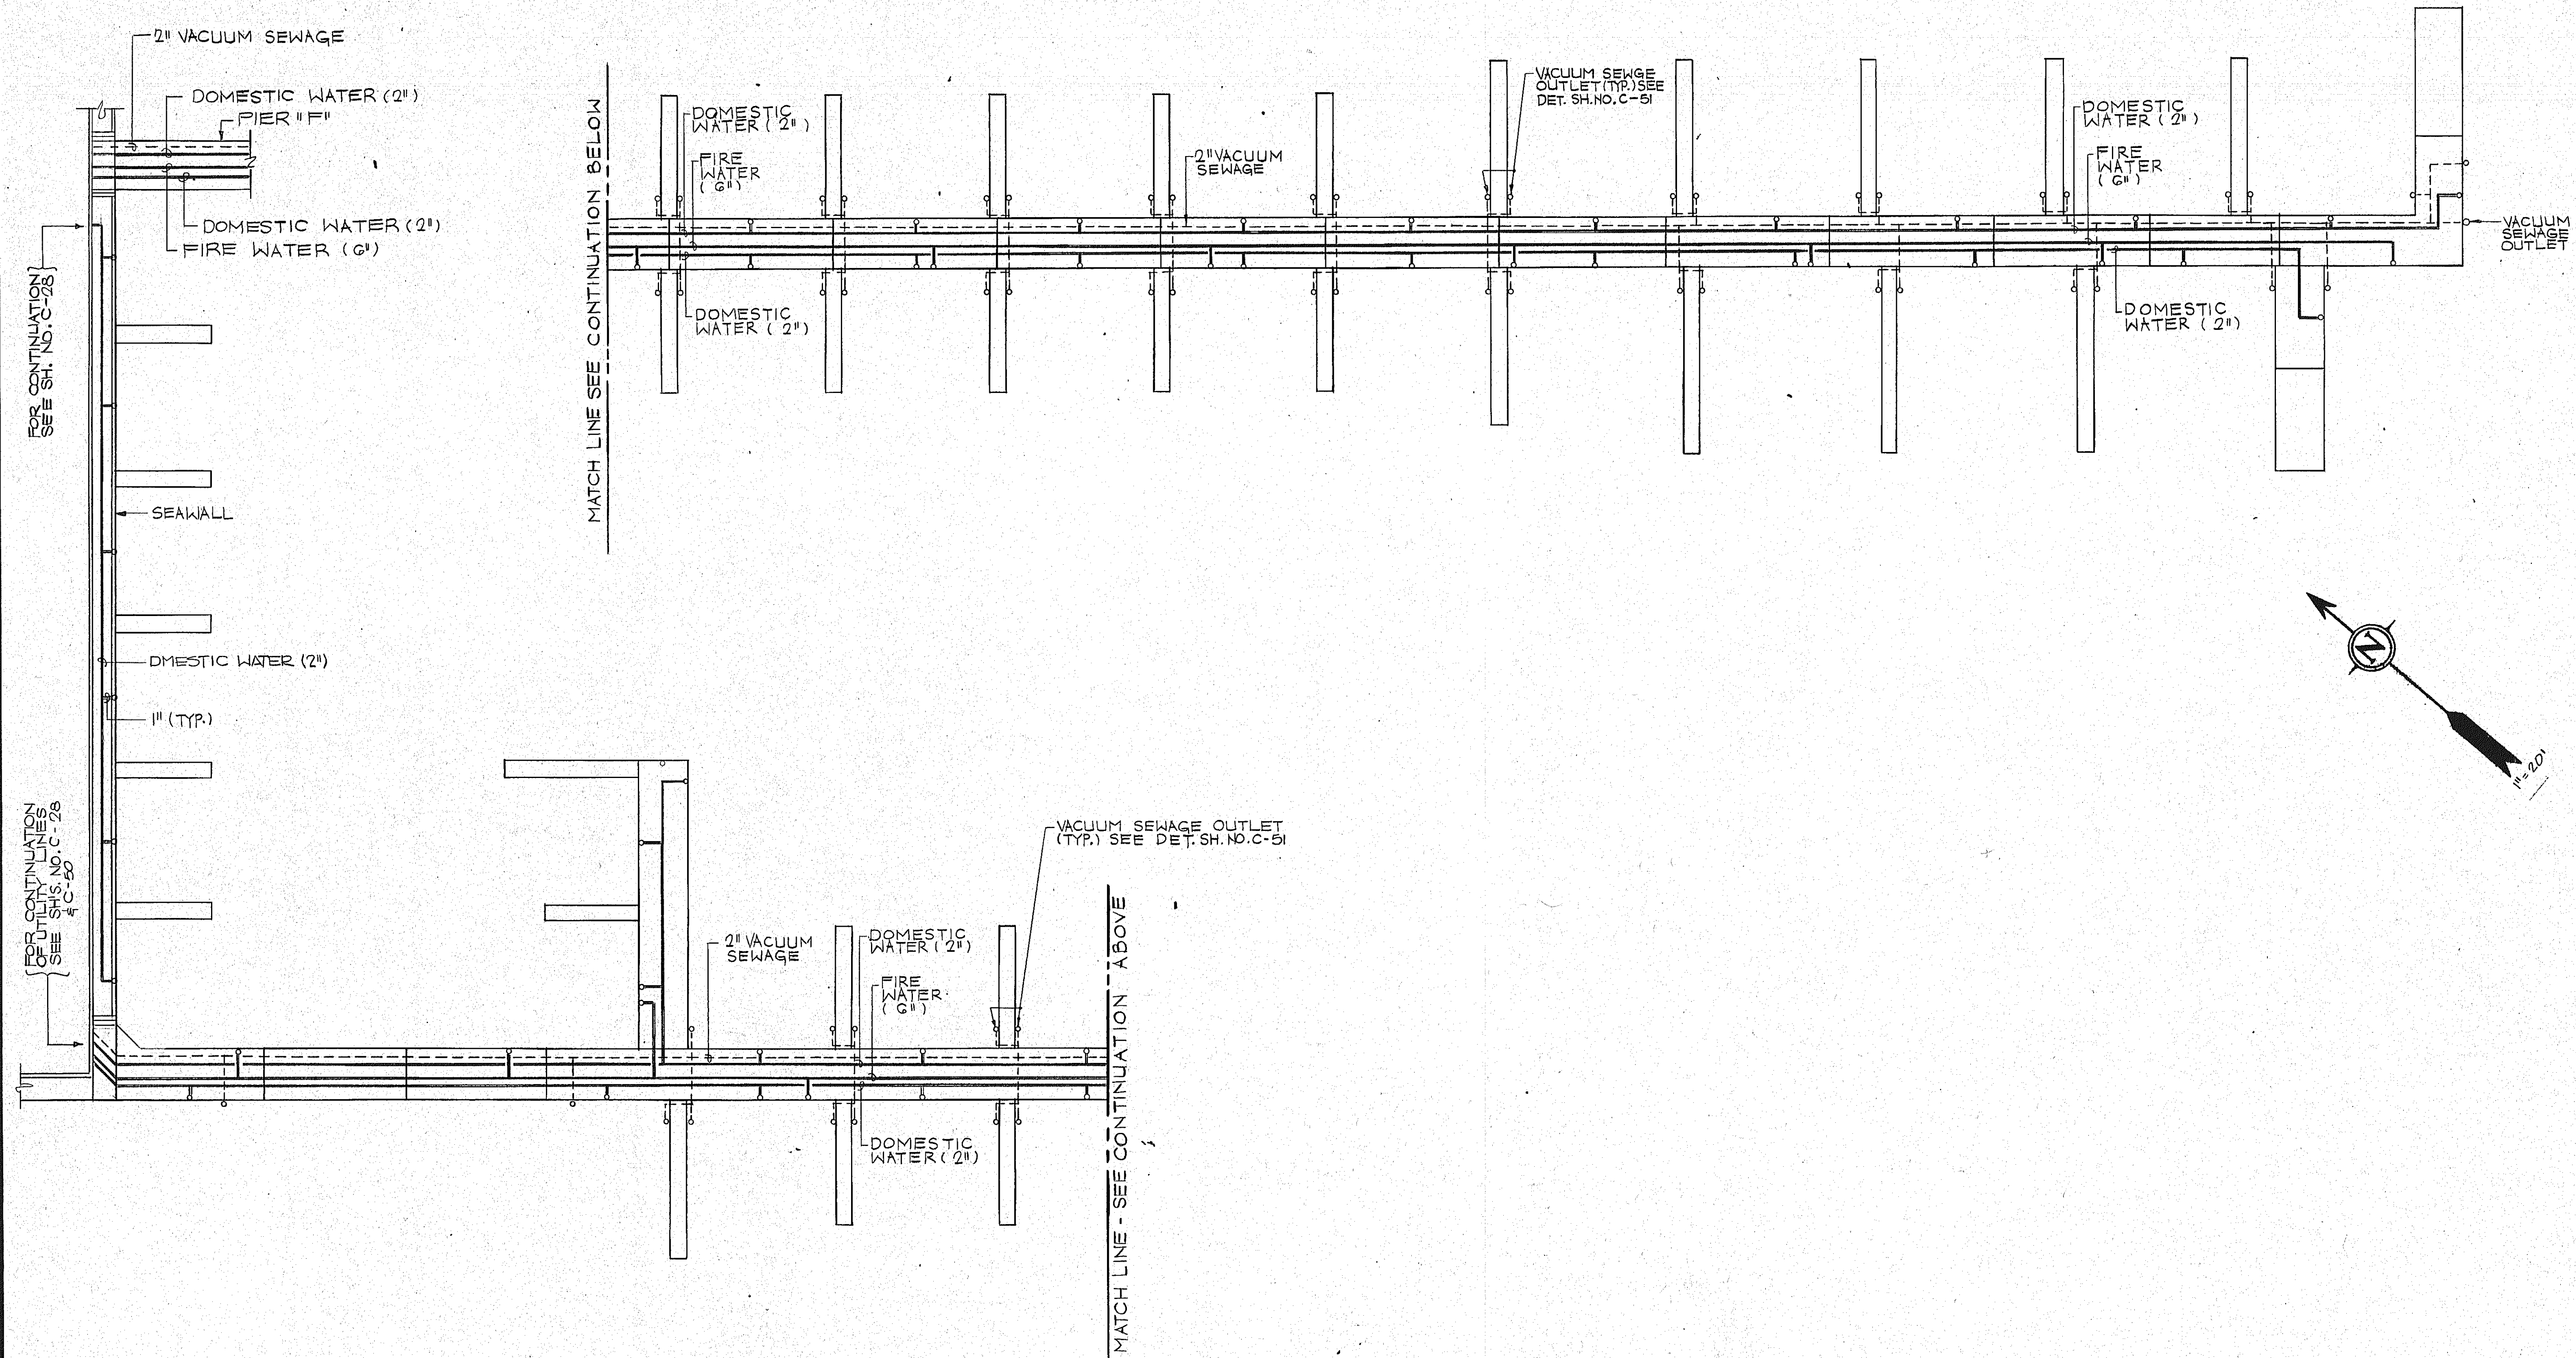 2" VACUUM SEWAGE
DOMESTIC WATER (2")
PIER "F"
DOMESTIC WATER (2")
FIRE WATER (6")
FOR CONTINUATION
SEE SH. NO. C-28
SEAWALL
DMESTIC WATER (2")
1" (TYP.)
FOR CONTINUATION
OF UTILITY LINES
SEE SHS. NO. C-28
& C-50
MATCH LINE SEE CONTINUATION BELOW
DOMESTIC
WATER (2")
FIRE
WATER
(6")
DOMESTIC
WATER (2")
2" VACUUM
SEWAGE
VACUUM SEWGE
OUTLET (TYP.) SEE
DET. SH. NO. C-51
DOMESTIC
WATER (2")
FIRE
WATER
(6")
VACUUM
SEWAGE
OUTLET
DOMESTIC
WATER (2")
N
1"=20'
VACUUM SEWAGE OUTLET
(TYP.) SEE DET. SH. NO. C-51
2" VACUUM
SEWAGE
DOMESTIC
WATER (2")
FIRE
WATER
(6")
DOMESTIC
WATER (2")
MATCH LINE - SEE CONTINUATION ABOVE